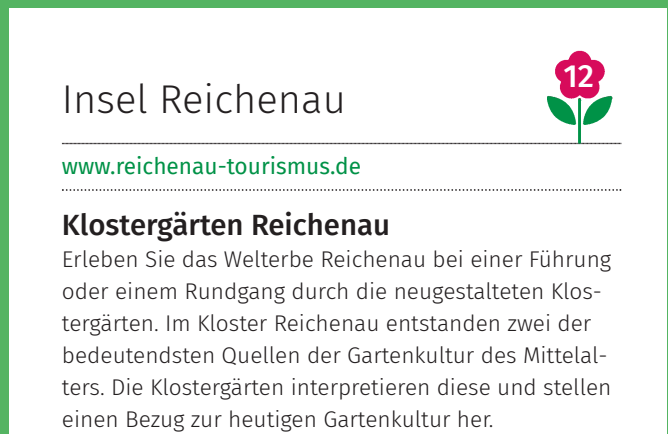 Insel Reichenau
12
www.reichenau-tourismus.de
Klostergärten Reichenau
Erleben Sie das Welterbe Reichenau bei einer Führung
oder einem Rundgang durch die neugestalteten Klos-
tergärten. Im Kloster Reichenau entstanden zwei der
bedeutendsten Quellen der Gartenkultur des Mittelal-
ters. Die Klostergärten interpretieren diese und stellen
einen Bezug zur heutigen Gartenkultur her.